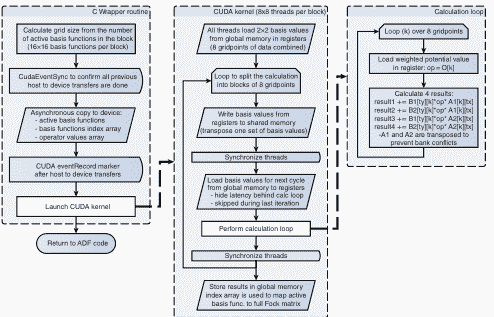 C Wrapper routine
Calculate grid size from the number
of active basis functions in the block
(16×16 basis functions per block)
CudaEventSync to confirm all previous
host to device transfers are done
Asynchronous copy to device:
- active basis functions
- basis functions index array
- operator values array
CUDA eventRecord marker
after host to device transfers
Launch CUDA kernel
Return to ADF code
CUDA kernel (8x8 threads per block)
All threads load 2×2 basis values
from global memory in registers
(8 gridpoints of data combined)
Loop to split the calculation
into blocks of 8 gridpoints
Write basis values from
registers to shared memory
(transpose one set of basis values)
Synchronize threads
Load basis values for next cycle
from global memory to registers
- hide latency behind calc loop
- skipped during last iteration
Perform calculation loop
Synchronize threads
Store results in global memory
index array is used to map active
basis func. to full Fock matrix
Calculation loop
Loop (k) over 8 gridpoints
Load weighted potential value
in register: op = O[k]
Calculate 4 results:
result1 += B1[ty][k]*op* A1[k][tx]
result2 += B2[ty][k]*op* A1[k][tx]
result3 += B1[ty][k]*op* A2[k][tx]
result4 += B2[ty][k]*op* A2[k][tx]
-A1 and A2 are transposed to
prevent bank conflicts